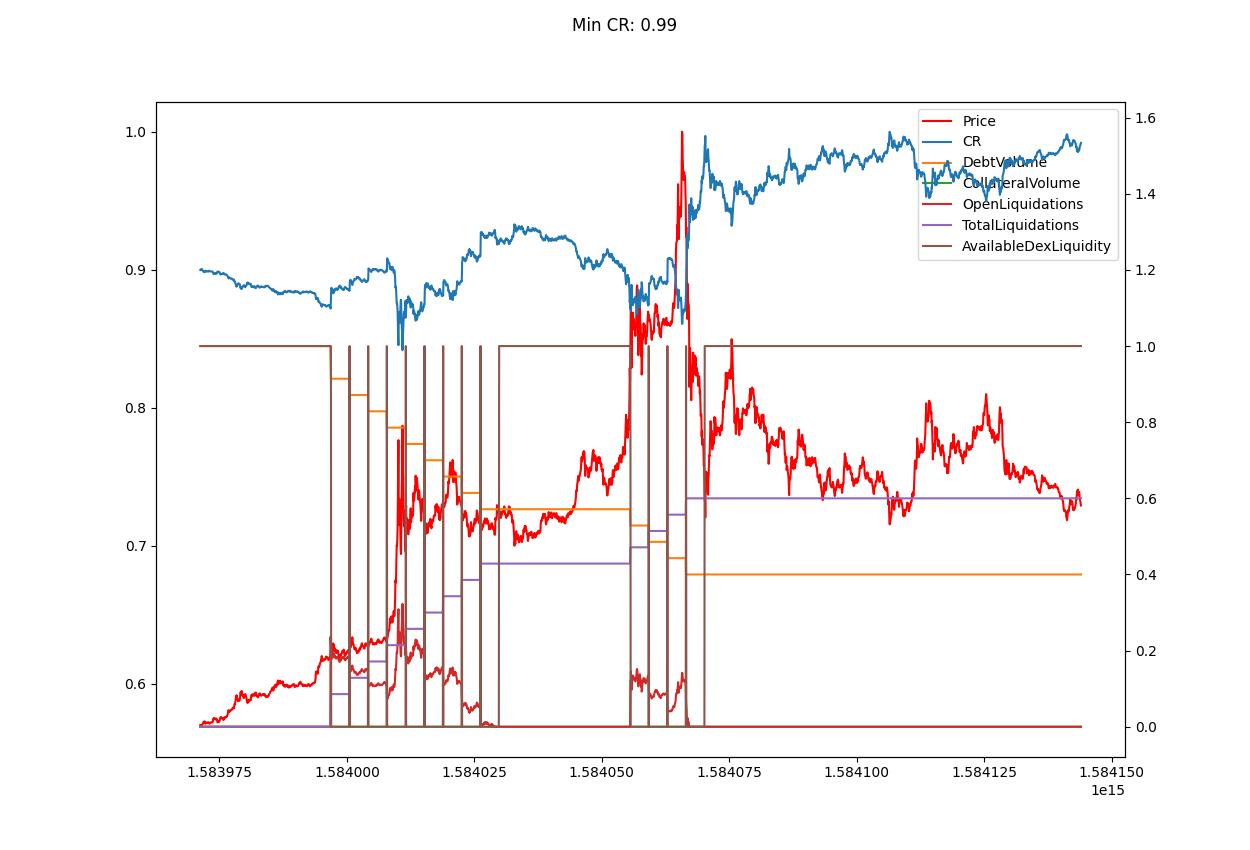 Min CR: 0.99
1.0
0.9
0.8
0.7
0.6
1.6
1.4
1.2
1.0
0.8
0.6
0.4
0.2
0.0
Price
CR
DebtVolume
CollateralVolume
OpenLiquidations
TotalLiquidations
AvailableDexLiquidity
1.583975 1.584000 1.584025 1.584050 1.584075 1.584100 1.584125 1.584150
1e15